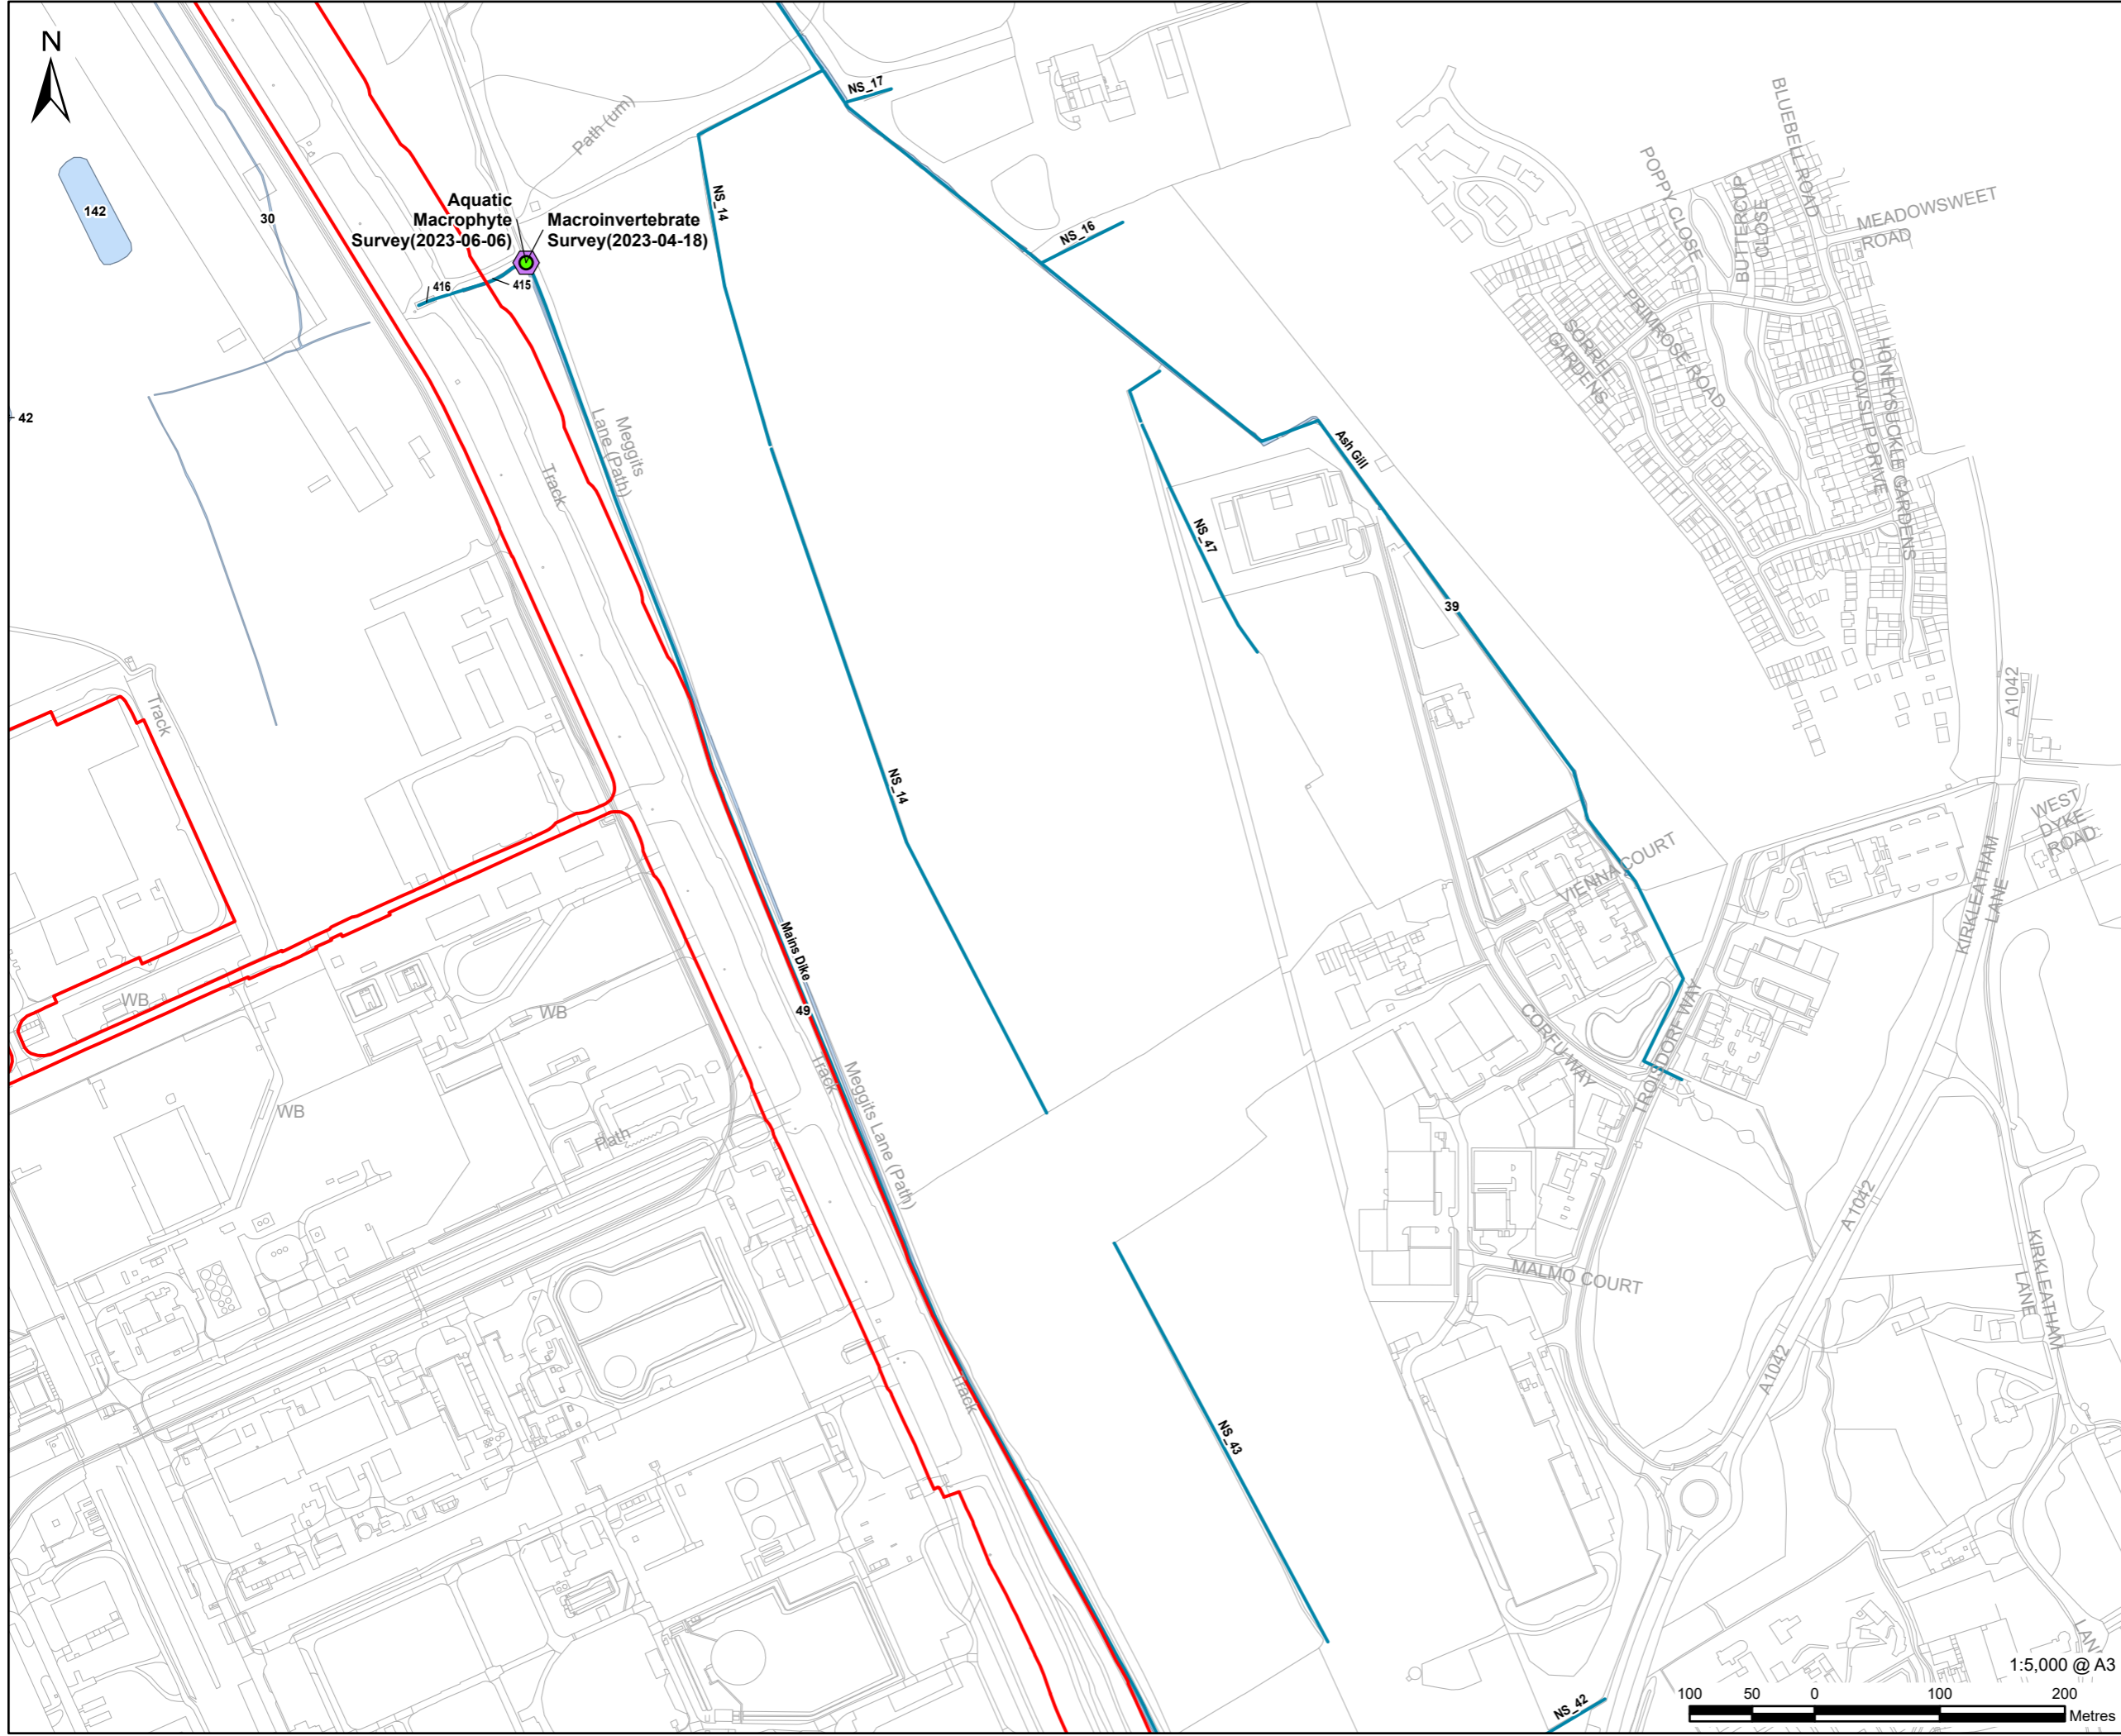 N
NS_17
Path (um)
BLUEBELL ROAD
POPPY CLOSE
BUTTERCUP
CLOSE
MEADOWSWEET
ROAD
142
30
Aquatic
Macrophyte
Survey(2023-06-06)
Macroinvertebrate
Survey(2023-04-18)
NS_14
NS_16
416
415
PRIMROSE ROAD
SORREL
GARDENS
HONEYSUCKLE GARDENS
COWSLIP DRIVE
42
Meggits
Lane (Path)
Track
Ash Gill
NS_47
39
A1042
Track
NS_14
WEST
DYKE
ROAD
VIENNA COURT
KIRKLEATHAM
LANE
Mains Dike
49
WB
WB
WB
Track
Meggits Lane (Path)
CORFU WAY
TROISDORF WAY
Path
A1042
KIRKLEATHAM
LANE
MALMO COURT
A1042
Track
NS_43
LANE
1:5,000 @ A3
NS_42
100 50 0 100 200
Metres